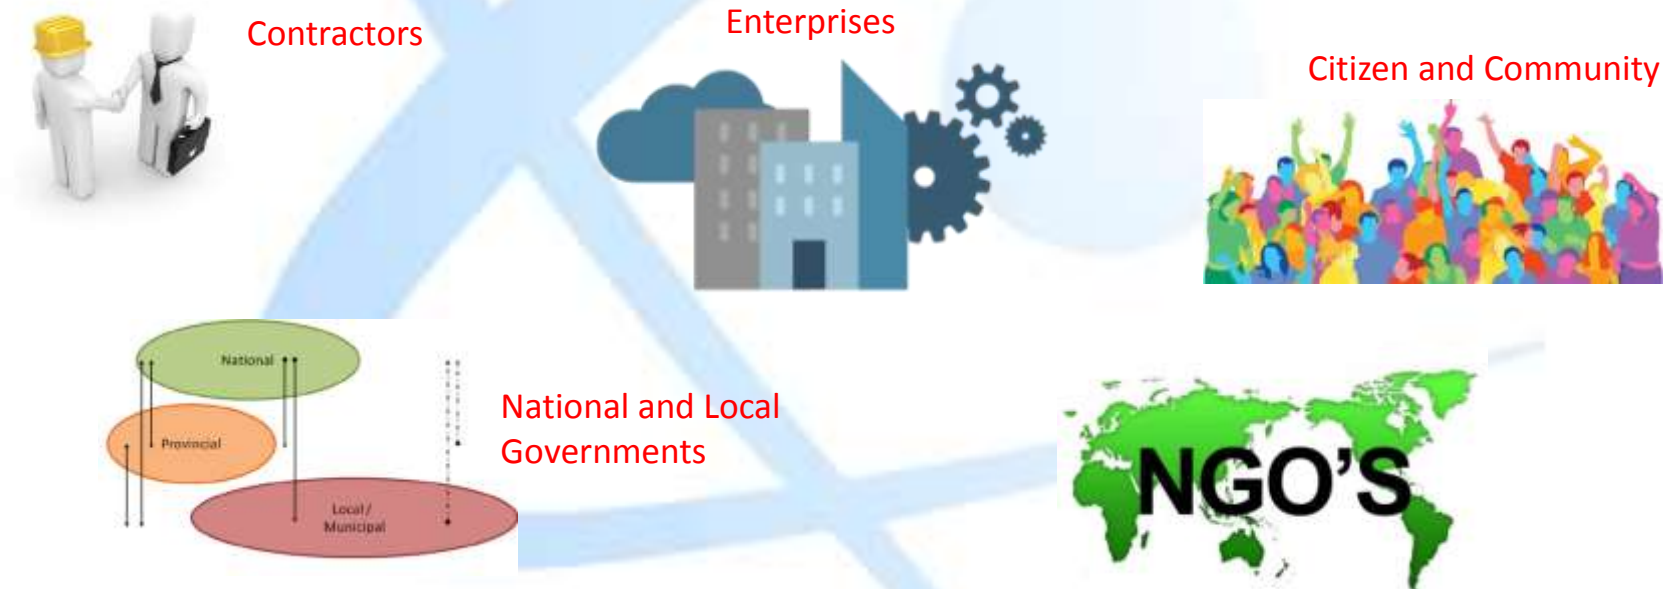 Contractors
Enterprises
Citizen and Community
National
Provincial
Local /
Municipal
National and Local
Governments
NGO'S